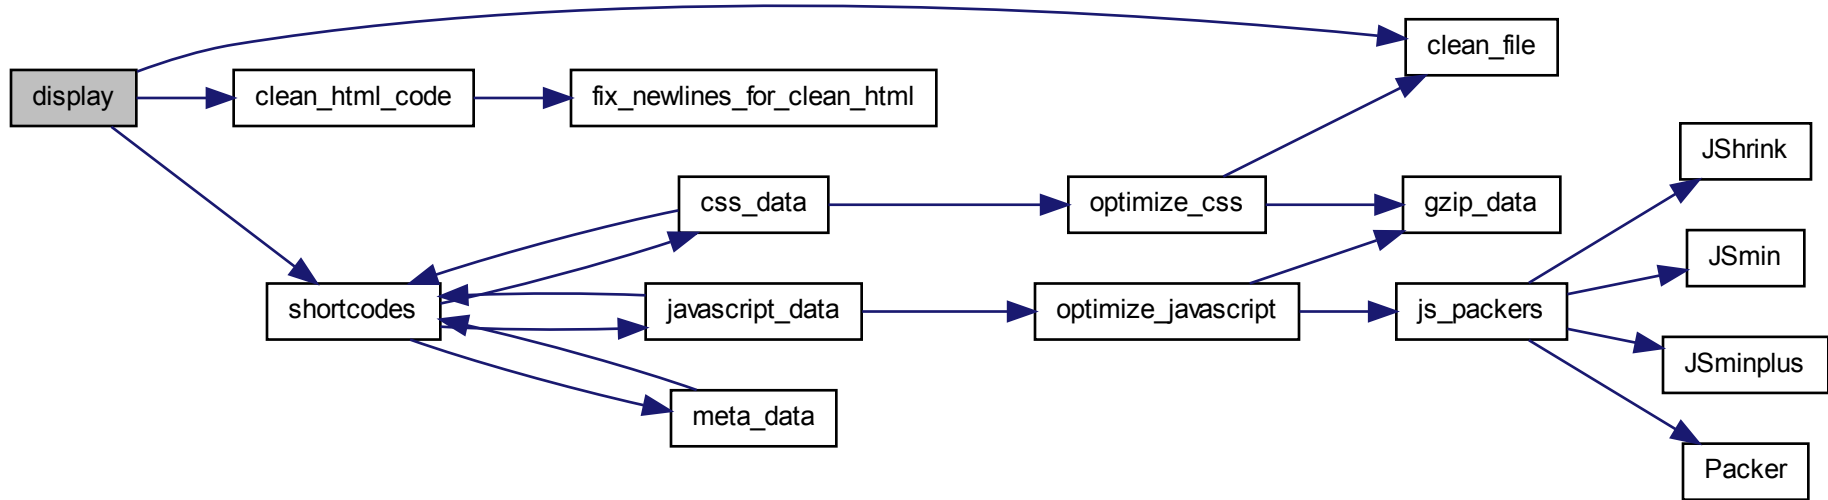 display
clean_html_code
fix_newlines_for_clean_html
clean_file
shortcodes
css_data
optimize_css
gzip_data
javascript_data
optimize_javascript
js_packers
meta_data
JShrink
JSmin
JSminplus
Packer